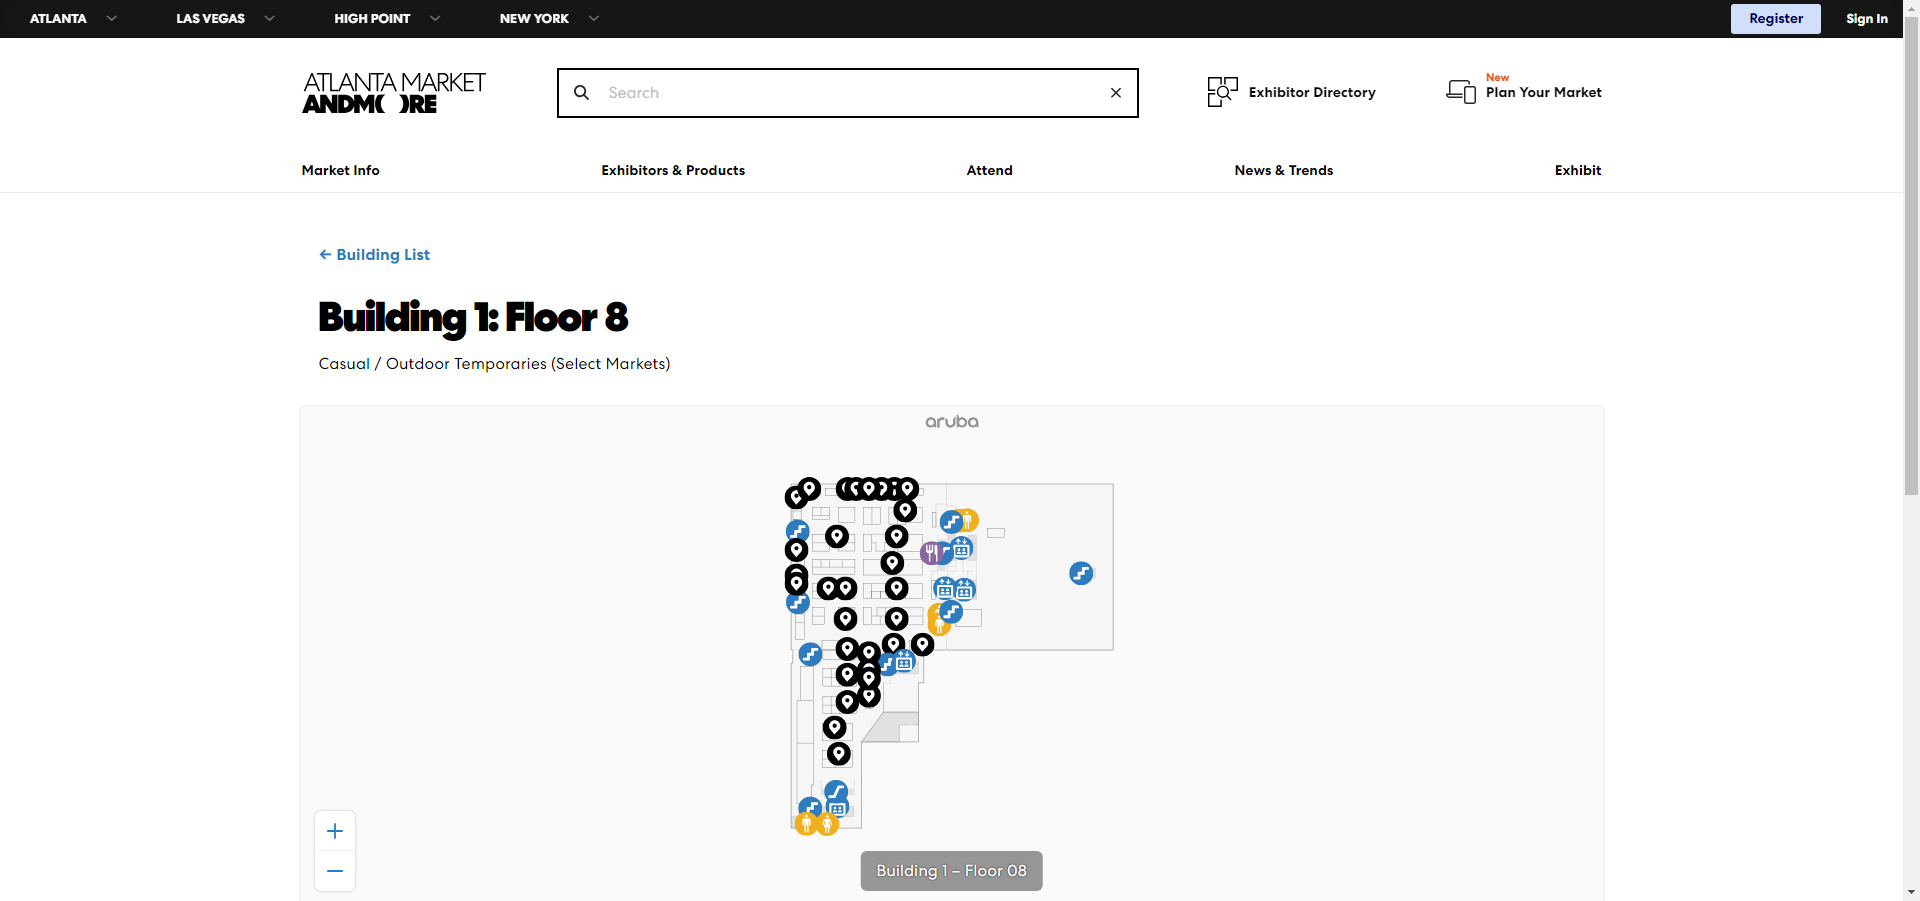 ATLANTA
LAS VEGAS
HIGH POINT
NEW YORK
Register
Sign In
ATLANTA MARKET
ANDMORE
Search
Exhibitor Directory
New
Plan Your Market
Market Info
Exhibitors & Products
Attend
News & Trends
Exhibit
← Building List
Building 1: Floor 8
Casual / Outdoor Temporaries (Select Markets)
aruba
Building 1 – Floor 08